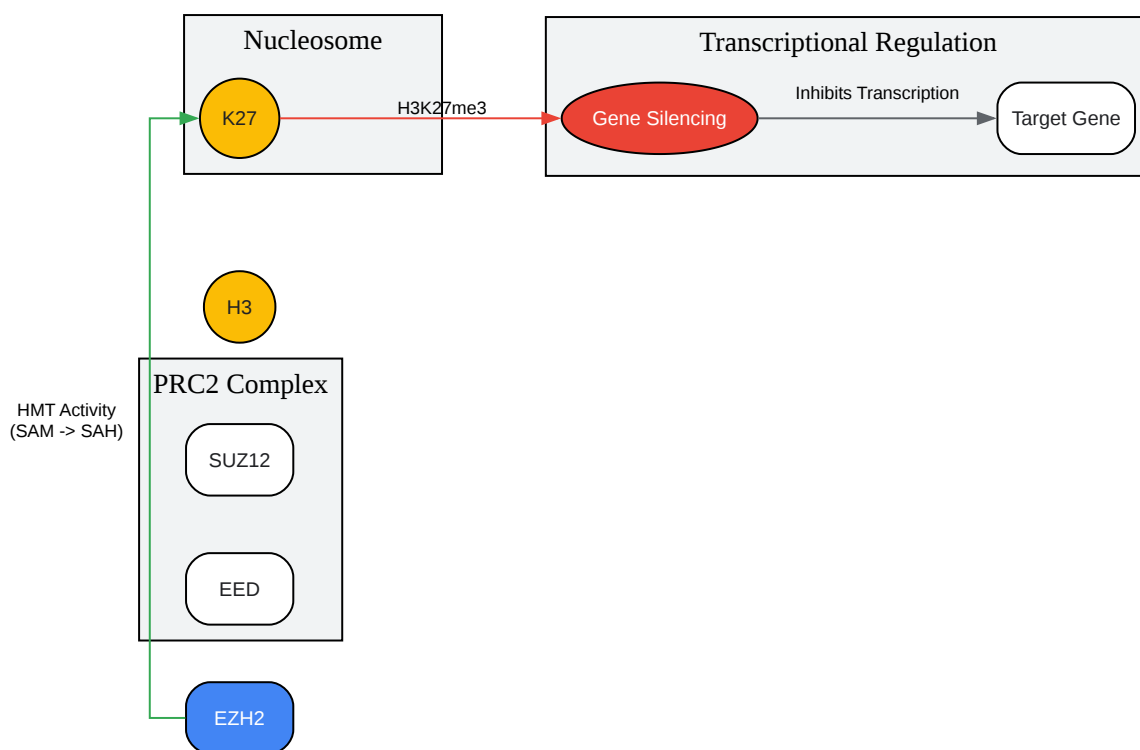 Nucleosome
Transcriptional Regulation
K27
H3K27me3
Gene Silencing
Inhibits Transcription
Target Gene
H3
PRC2 Complex
HMT Activity
(SAM -> SAH)
SUZ12
EED
EZH2